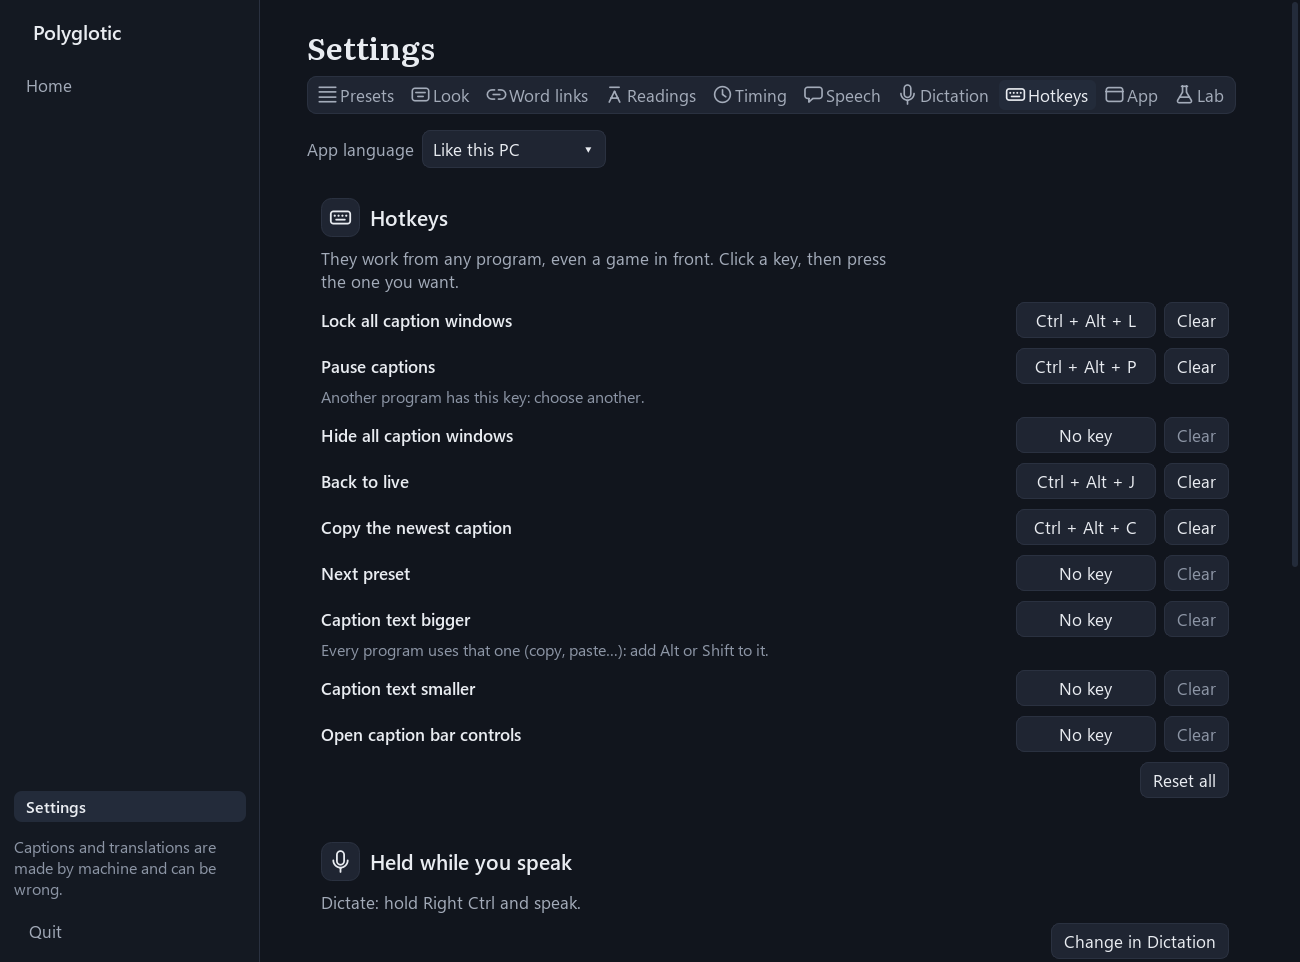 Polyglotic
Home
Settings
Presets Look Word links Readings Timing Speech Dictation Hotkeys App Lab
App language Like this PC
Hotkeys
They work from any program, even a game in front. Click a key, then press
the one you want.
Lock all caption windows Ctrl + Alt + L Clear
Pause captions Ctrl + Alt + P Clear
Another program has this key: choose another.
Hide all caption windows No key Clear
Back to live Ctrl + Alt + J Clear
Copy the newest caption Ctrl + Alt + C Clear
Next preset No key Clear
Caption text bigger No key Clear
Every program uses that one (copy, paste...): add Alt or Shift to it.
Caption text smaller No key Clear
Open caption bar controls No key Clear
Reset all
Held while you speak
Dictate: hold Right Ctrl and speak.
Change in Dictation
Settings
Captions and translations are
made by machine and can be
wrong.
Quit